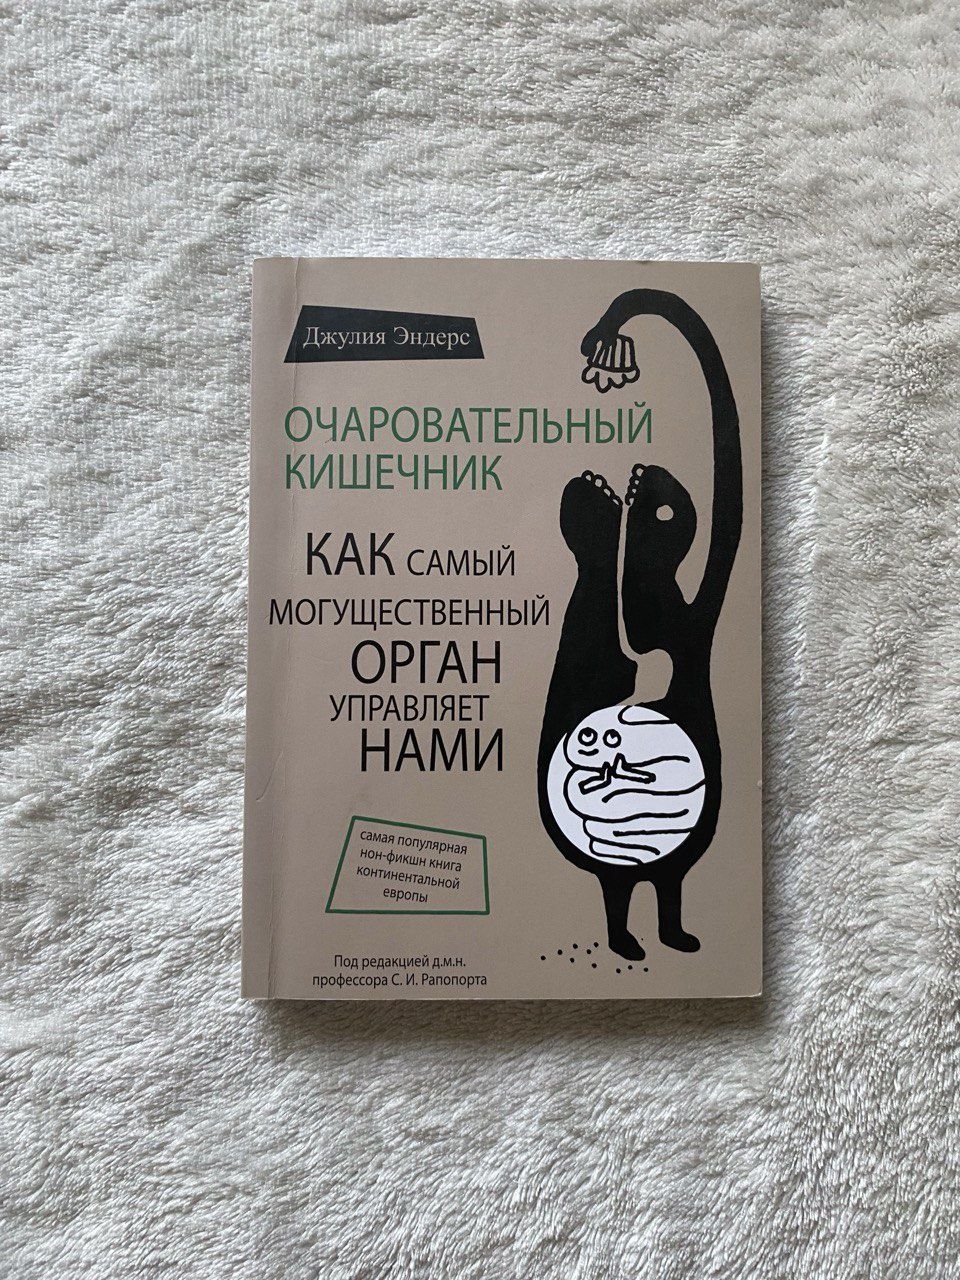 Джулия Эндерс
ОЧАРОВАТЕЛЬНЫЙ
КИШЕЧНИК
КАК САМЫЙ
МОГУЩЕСТВЕННЫЙ
ОРГАН
УПРАВЛЯЕТ
НАМИ
самая популярная
нон-фикшн книга
континентальной
европы
Под редакцией д.м.н.
профессора С. И. Рапопорта